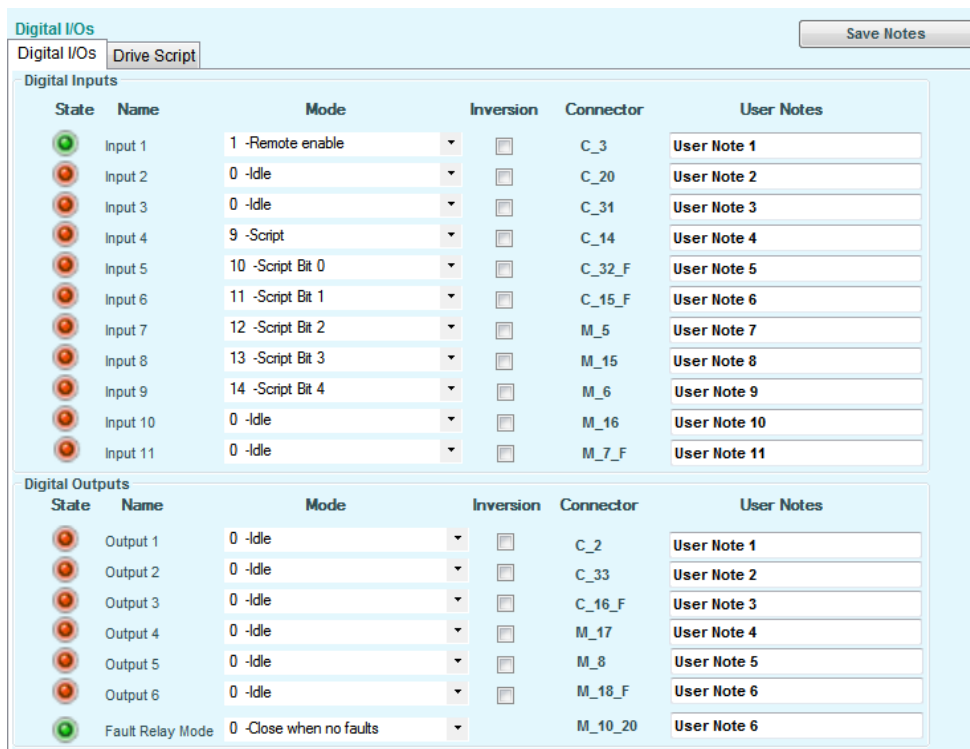 Digital I/Os
Save Notes
Digital I/Os Drive Script
Digital Inputs
State Name Mode Inversion Connector User Notes
Input 1 1 -Remote enable C_3 User Note 1
Input 2 0 -Idle C_20 User Note 2
Input 3 0 -Idle C_31 User Note 3
Input 4 9 -Script C_14 User Note 4
Input 5 10 -Script Bit 0 C_32_F User Note 5
Input 6 11 -Script Bit 1 C_15_F User Note 6
Input 7 12 -Script Bit 2 M_5 User Note 7
Input 8 13 -Script Bit 3 M_15 User Note 8
Input 9 14 -Script Bit 4 M_6 User Note 9
Input 10 0 -Idle M_16 User Note 10
Input 11 0 -Idle M_7_F User Note 11
Digital Outputs
State Name Mode Inversion Connector User Notes
Output 1 0 -Idle C_2 User Note 1
Output 2 0 -Idle C_33 User Note 2
Output 3 0 -Idle C_16_F User Note 3
Output 4 0 -Idle M_17 User Note 4
Output 5 0 -Idle M_8 User Note 5
Output 6 0 -Idle M_18_F User Note 6
Fault Relay Mode 0 -Close when no faults M_10_20 User Note 6